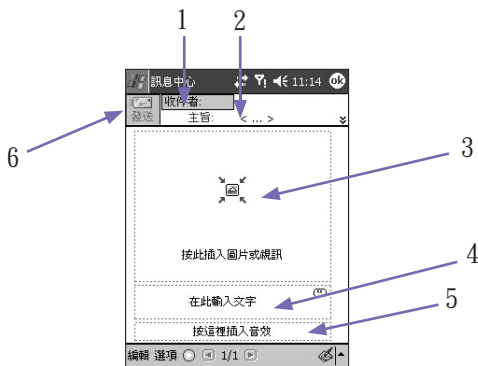 1 2
訊息中心 11:14 ok
收件者:
發送 主旨: < ... >
6
3
按此插入圖片或視訊
4
在此輸入文字
5
按這裡插入音效
編輯 選項 1/1